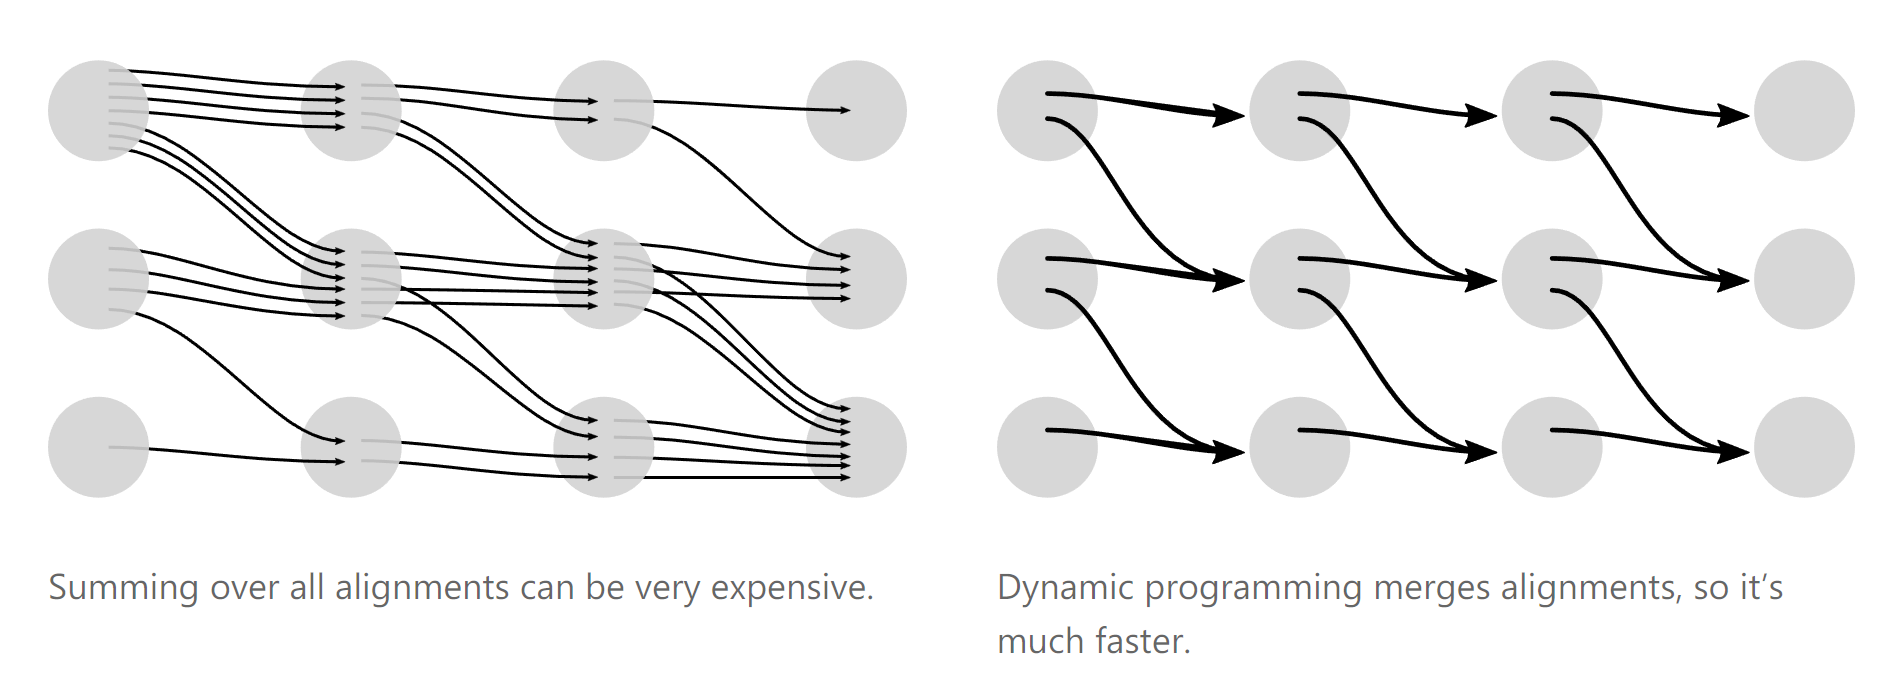 Summing over all alignments can be very expensive.
Dynamic programming merges alignments, so it’s
much faster.